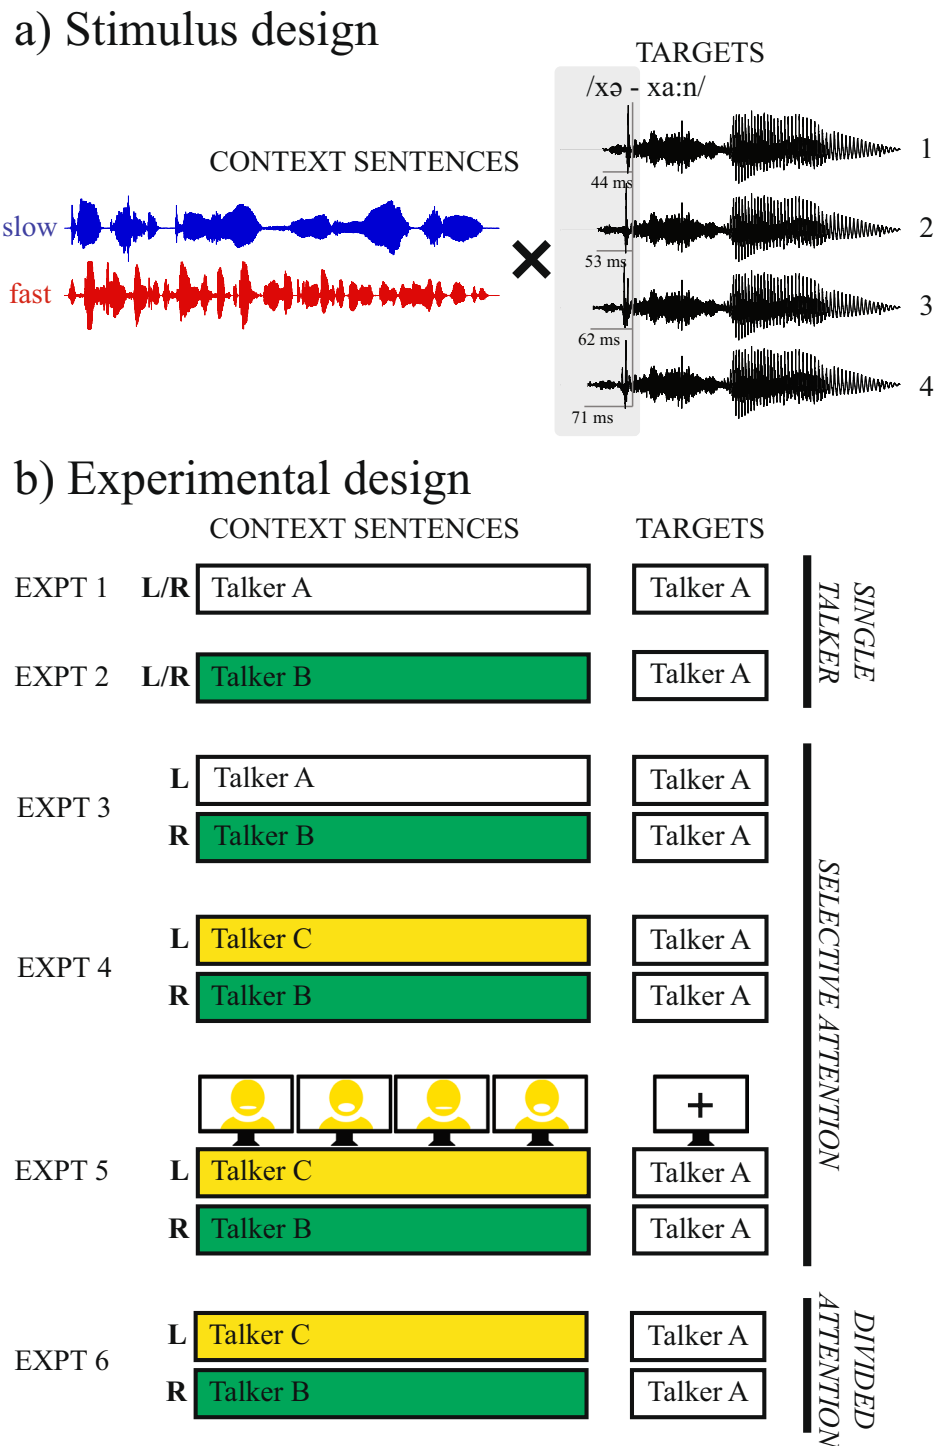 a) Stimulus design
TARGETS
/xə - xa:n/
CONTEXT SENTENCES
slow
fast
44 ms
53 ms
62 ms
71 ms
1
2
3
4
b) Experimental design
CONTEXT SENTENCES TARGETS
EXPT 1 L/R Talker A Talker A
EXPT 2 L/R Talker B Talker A
SINGLE
TALKER
EXPT 3
L Talker A Talker A
R Talker B Talker A
EXPT 4
L Talker C Talker A
R Talker B Talker A
EXPT 5
L Talker C Talker A
R Talker B Talker A
SELECTIVE ATTENTION
EXPT 6
L Talker C Talker A
R Talker B Talker A
DIVIDED
ATTENTION